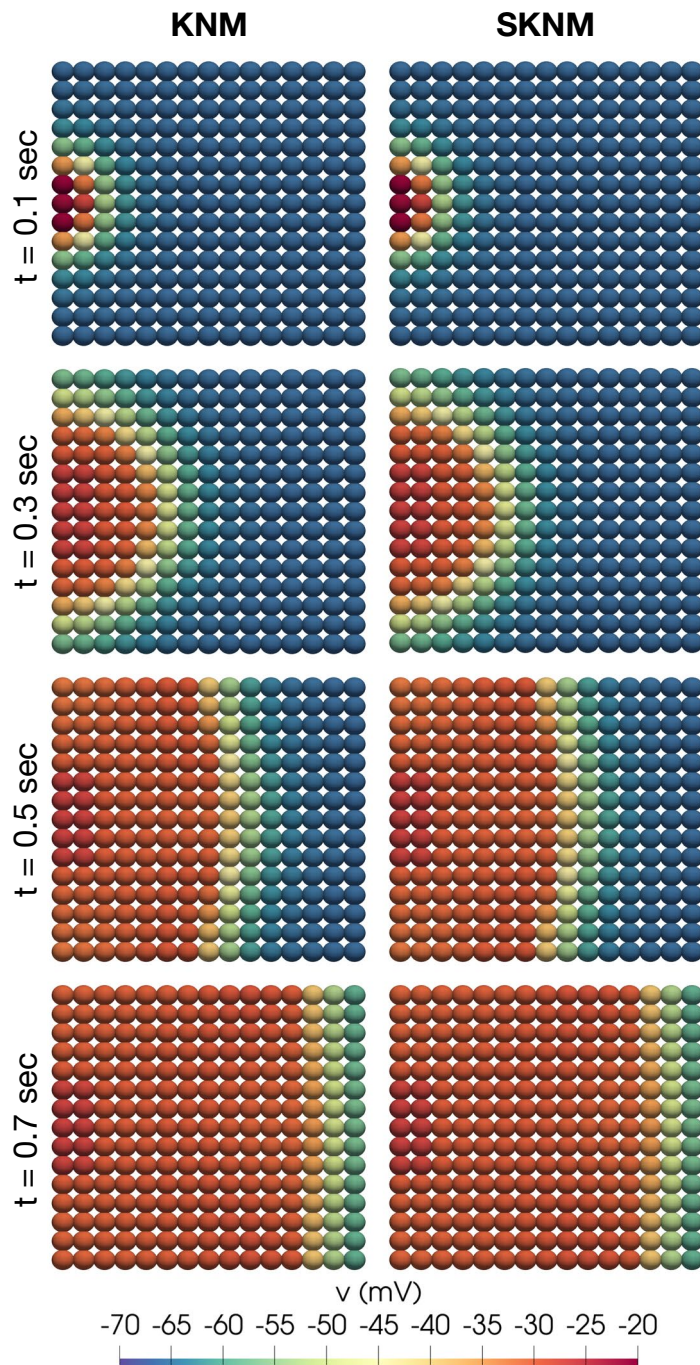 KNM SKNM
t = 0.1 sec
t = 0.3 sec
t = 0.5 sec
t = 0.7 sec
v (mV)
-70 -65 -60 -55 -50 -45 -40 -35 -30 -25 -20